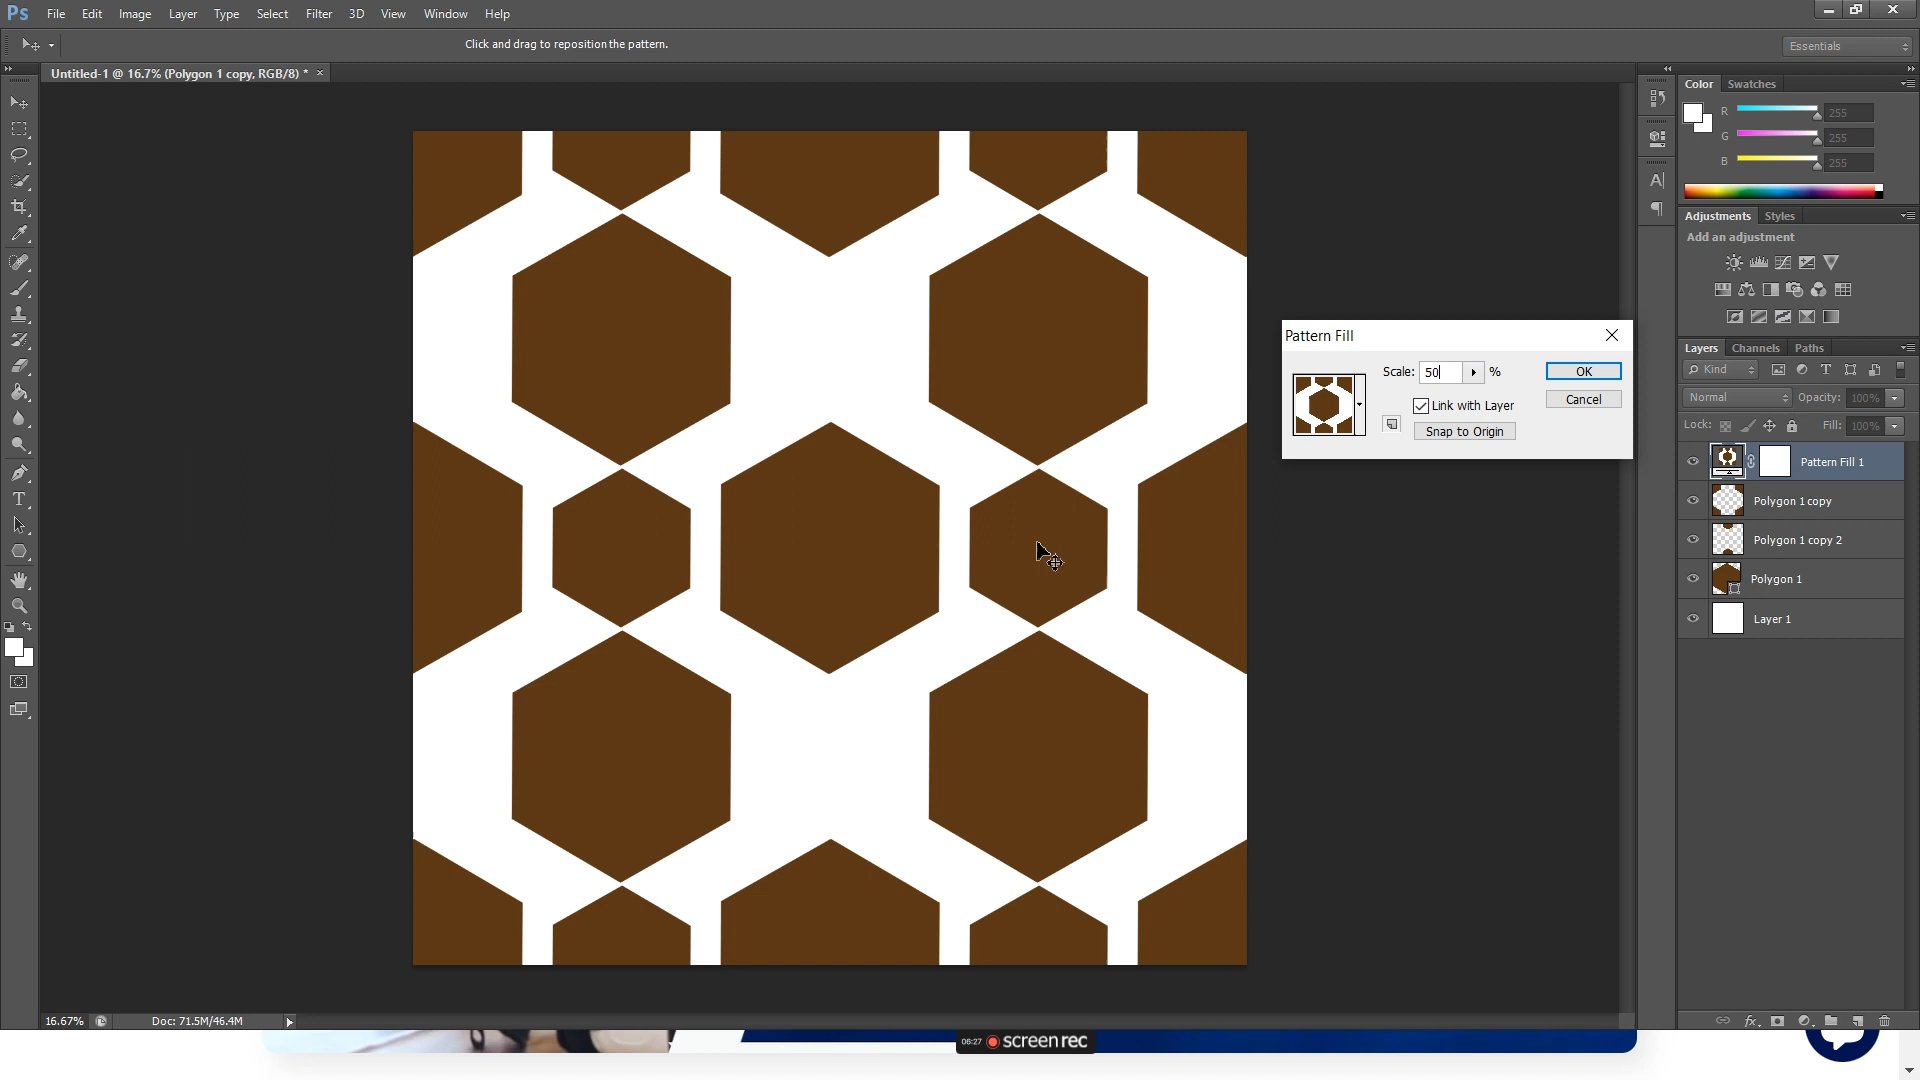 Ps File Edit Image Layer Type Select Filter 3D View Window Help
Click and drag to reposition the pattern.
Essentials
Untitled-1 @ 16.7% (Polygon 1 copy, RGB/8) * ×
Color Swatches
R 255
G 255
B 255
Adjustments Styles
Add an adjustment
Pattern Fill
Scale: 50 %
OK
Link with Layer
Cancel
Snap to Origin
Layers Channels Paths
Kind
Normal Opacity: 100%
Lock: Fill: 100%
Pattern Fill 1
Polygon 1 copy
Polygon 1 copy 2
Polygon 1
Layer 1
16.67% Doc: 71.5M/46.4M
06:27 screenrec